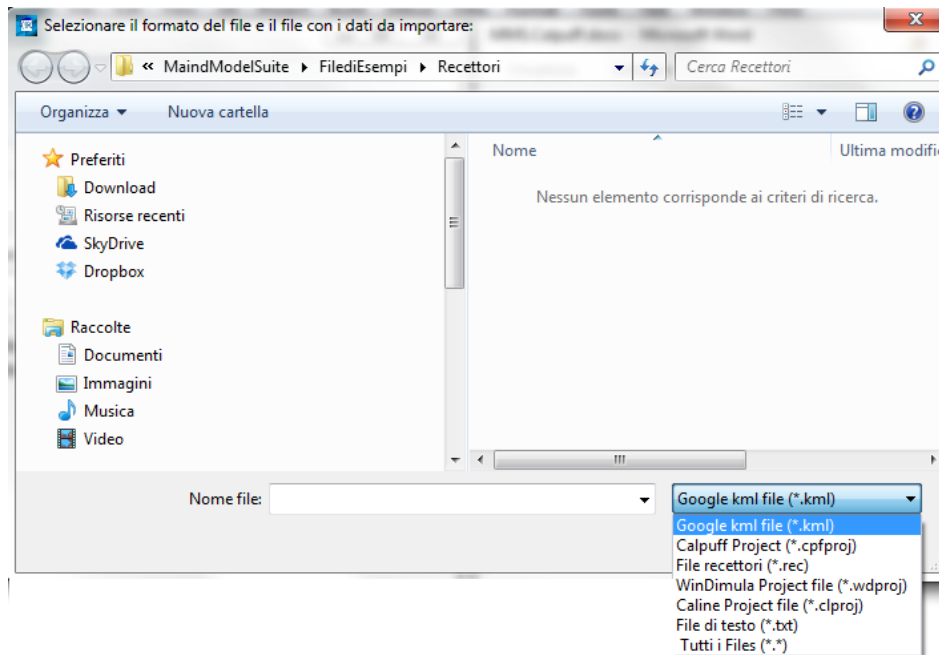 Selezionare il formato del file e il file con i dati da importare:
« MaindModelSuite FilediEsempi Recettori
Cerca Recettori
Organizza Nuova cartella
Preferiti
Download
Risorse recenti
SkyDrive
Dropbox
Raccolte
Documenti
Immagini
Musica
Video
Nome Ultima modific
Nessun elemento corrisponde ai criteri di ricerca.
Nome file:
Google kml file (*.kml)
Google kml file (*.kml)
Calpuff Project (*.cpfproj)
File recettori (*.rec)
WinDimula Project file (*.wdproj)
Caline Project file (*.clproj)
File di testo (*.txt)
Tutti i Files (*.*)